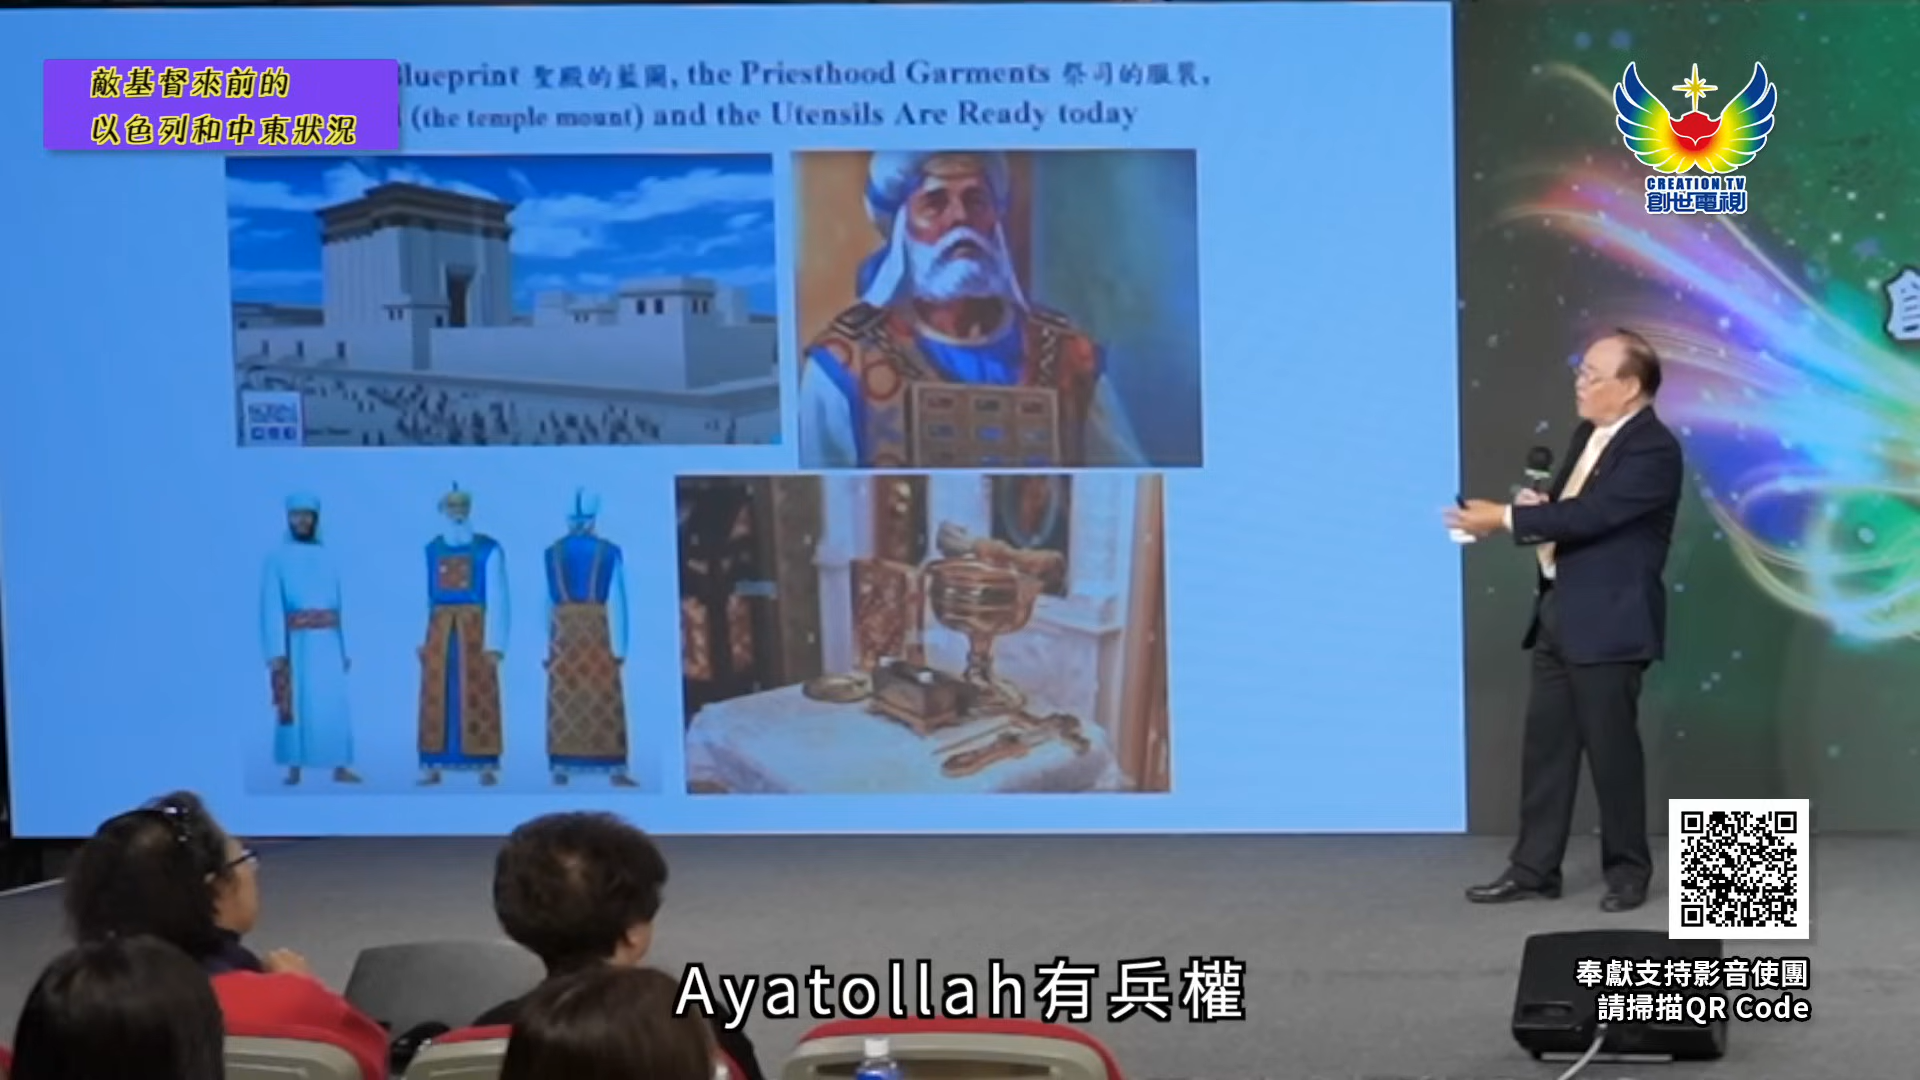 敵基督來前的
以色列和中東狀況
Blueprint 聖殿的藍圖, the Priesthood Garments 祭司的服裝,
(the temple mount) and the Utensils Are Ready today
CREATION TV
創世電視
Ayatollah有兵權
奉獻支持影音使團
請掃描QR Code